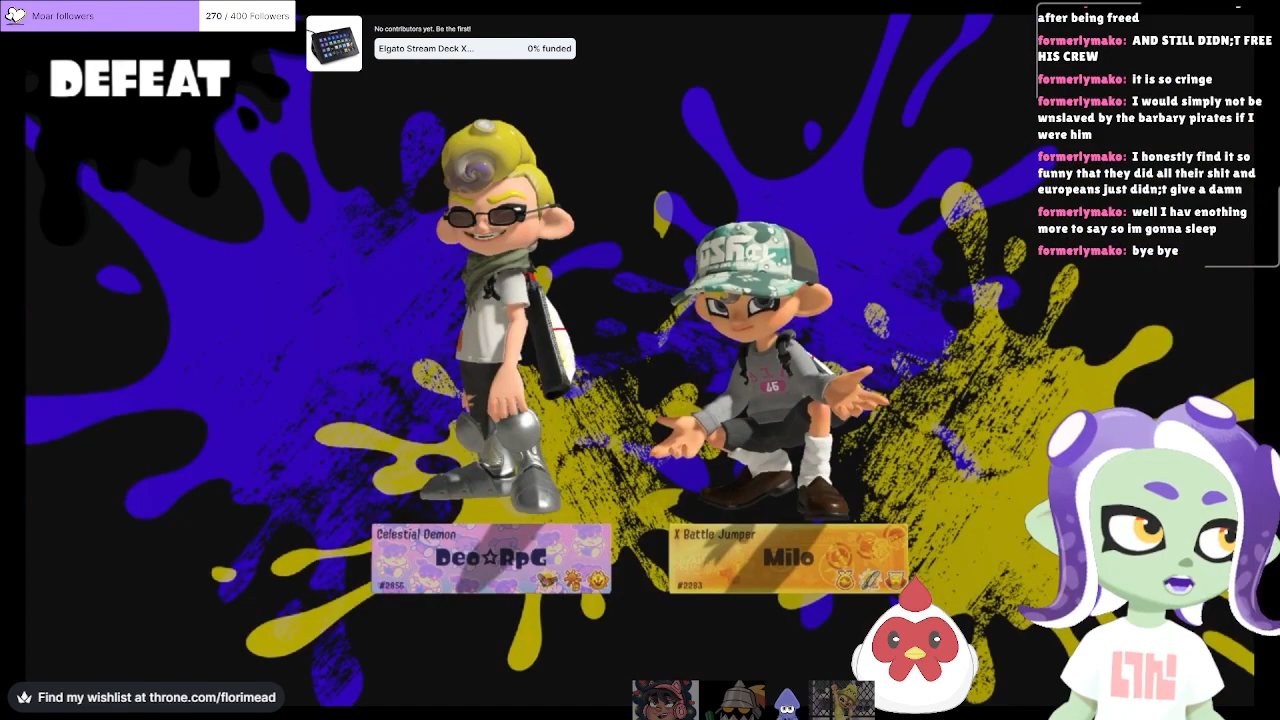 Moar followers
270 / 400 Followers
No contributors yet. Be the first!
Elgato Stream Deck X...
0% funded
DEFEAT
after being freed
formerlymako: AND STILL DIDN;T FREE
HIS CREW
formerlymako: it is so cringe
formerlymako: I would simply not be
wnslaved by the barbary pirates if I
were him
formerlymako: I honestly find it so
funny that they did all their shit and
europeans just didn;t give a damn
formerlymako: well I hav enothing
more to say so im gonna sleep
formerlymako: bye bye
65
Celestial Demon
Deo☆RpG
X Battle Jumper
Milo
#2283
Find my wishlist at throne.com/florimead